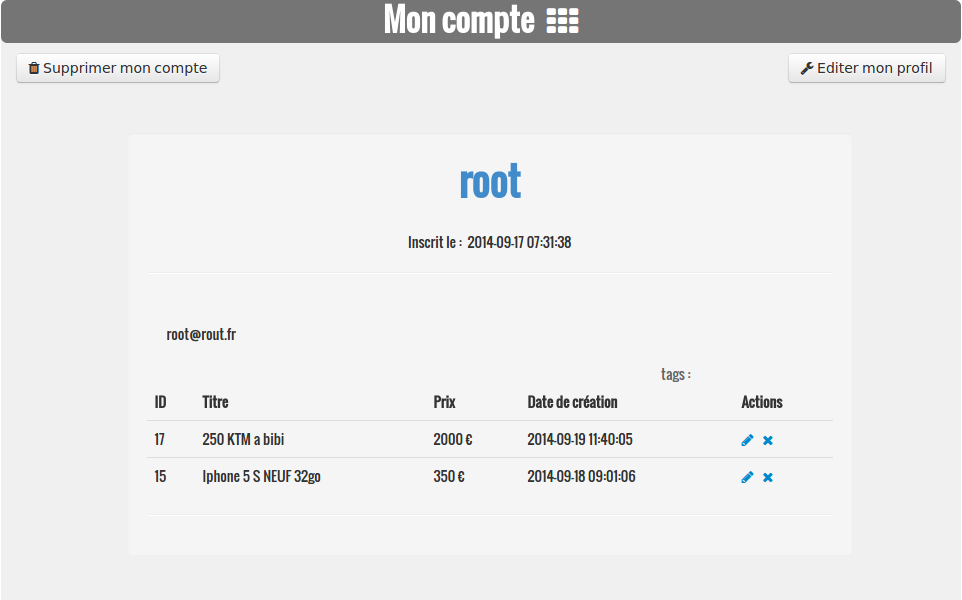 Mon compte
Supprimer mon compte
Editer mon profil
root
Inscrit le : 2014-09-17 07:31:38
root@rout.fr
tags :
ID Titre Prix Date de création Actions
17 250 KTM a bibi 2000 € 2014-09-19 11:40:05
15 Iphone 5 S NEUF 32go 350 € 2014-09-18 09:01:06